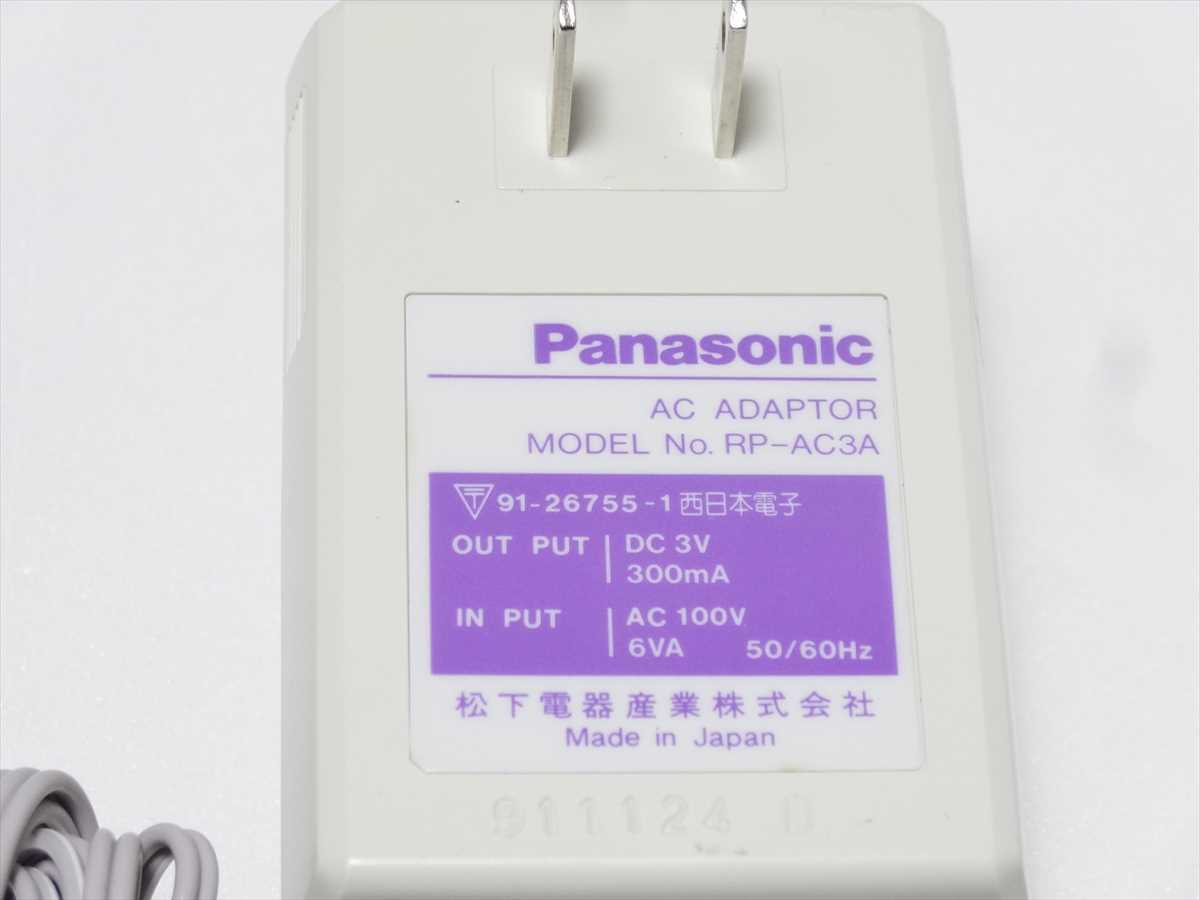 Panasonic
AC ADAPTOR
MODEL No. RP-AC3A
〒91-26755-1 西日本電子
OUT PUT DC 3V
300mA
IN PUT AC 100V
6VA 50/60Hz
松下電器産業株式会社
Made in Japan
911124